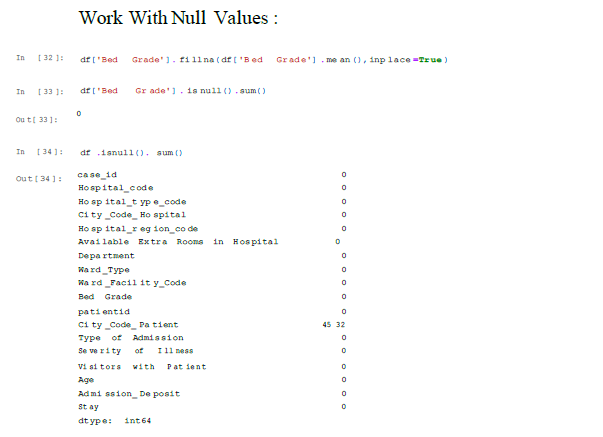 Work With Null Values :
In [32]: df['Bed Grade'].fillna(df['Bed Grade'].mean(),inplace=True)
In [33]: df['Bed Grade'].isnull().sum()
Out[33]: 0
In [34]: df.isnull(). sum()
Out[34]: case_id 0
Hospital_code 0
Hospital_type_code 0
City_Code_Hospital 0
Hospital_region_code 0
Available Extra Rooms in Hospital 0
Department 0
Ward_Type 0
Ward_Facility_Code 0
Bed Grade 0
patientid 0
City_Code_Patient 4532
Type of Admission 0
Severity of Illness 0
Visitors with Patient 0
Age 0
Admission_Deposit 0
Stay 0
dtype: int64